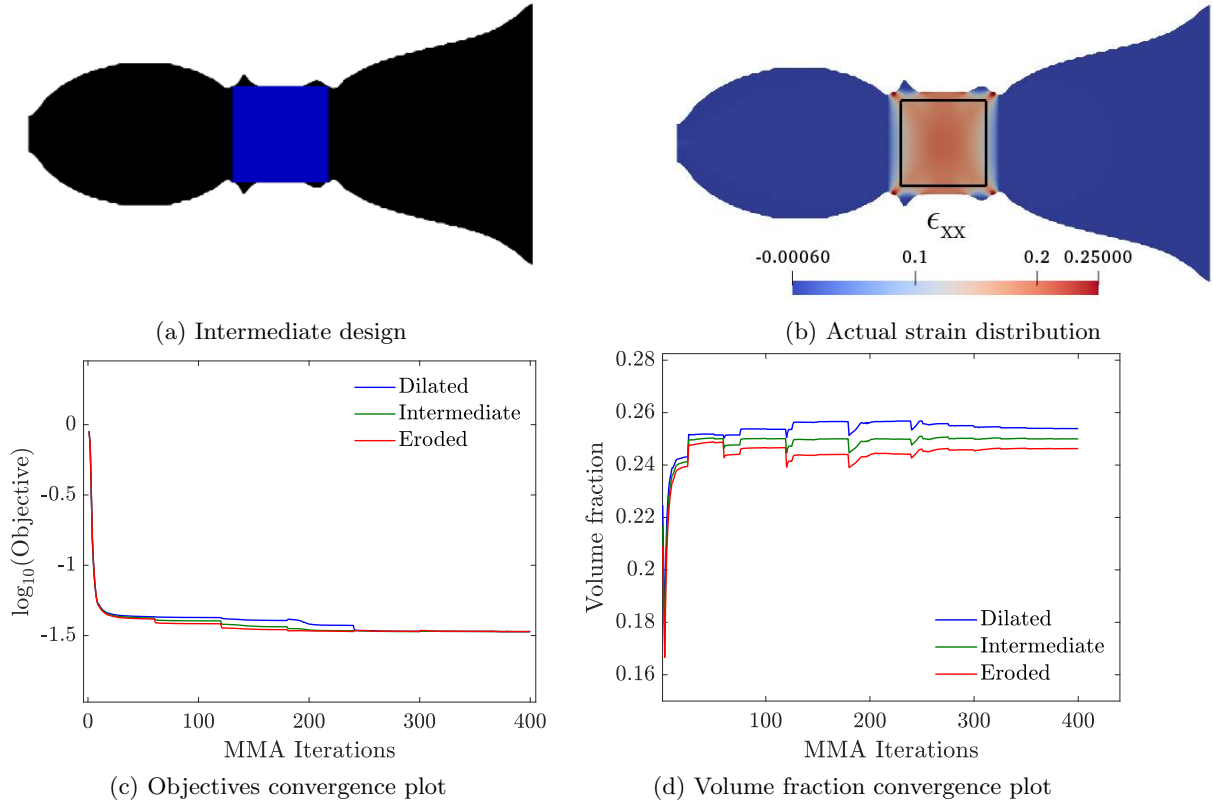 ϵxx
-0.00060 0.1 0.2 0.25000
(a) Intermediate design
(b) Actual strain distribution
Dilated
Intermediate
Eroded
0
-0.5
-1
-1.5
log10(Objective)
0 100 200 300 400
MMA Iterations
(c) Objectives convergence plot
0.28
0.26
0.24
0.22
0.2
0.18
0.16
Volume fraction
Dilated
Intermediate
Eroded
100 200 300 400
MMA Iterations
(d) Volume fraction convergence plot